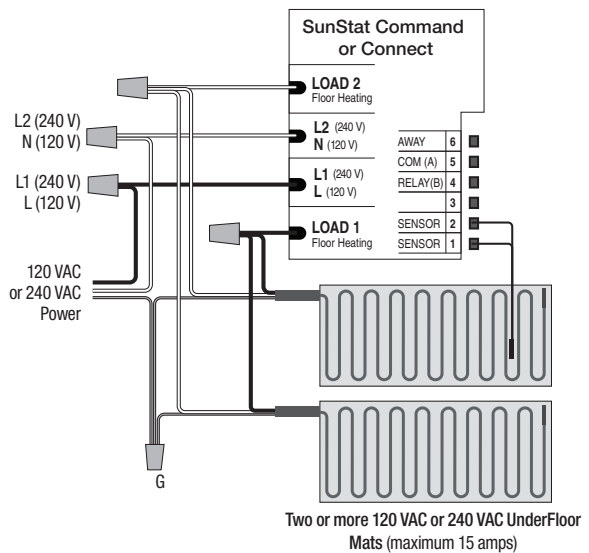 SunStat Command
or Connect
LOAD 2
Floor Heating
L2 (240 V)
N (120 V)
L2 (240 V)
N (120 V)
AWAY 6
COM (A) 5
RELAY(B) 4
3
SENSOR 2
SENSOR 1
L1 (240 V)
L (120 V)
L1 (240 V)
L (120 V)
LOAD 1
Floor Heating
120 VAC
or 240 VAC
Power
G
Two or more 120 VAC or 240 VAC UnderFloor
Mats (maximum 15 amps)